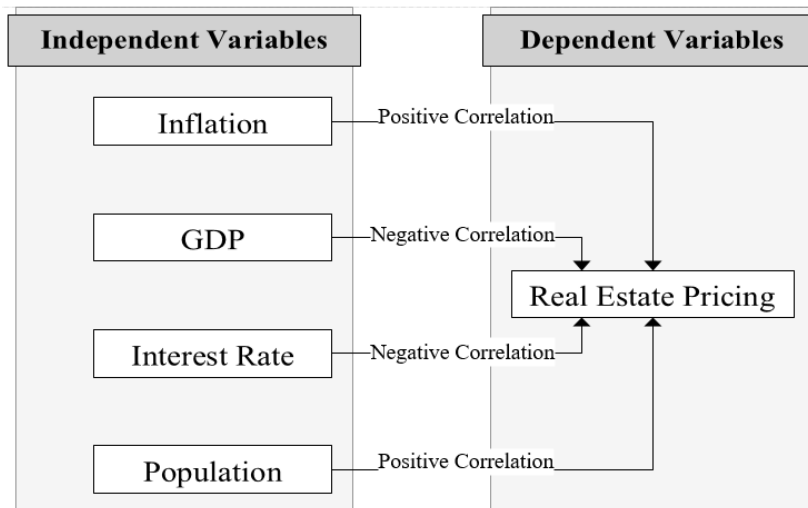 Independent Variables
Dependent Variables
Inflation
Positive Correlation
GDP
Negative Correlation
Real Estate Pricing
Interest Rate
Negative Correlation
Population
Positive Correlation